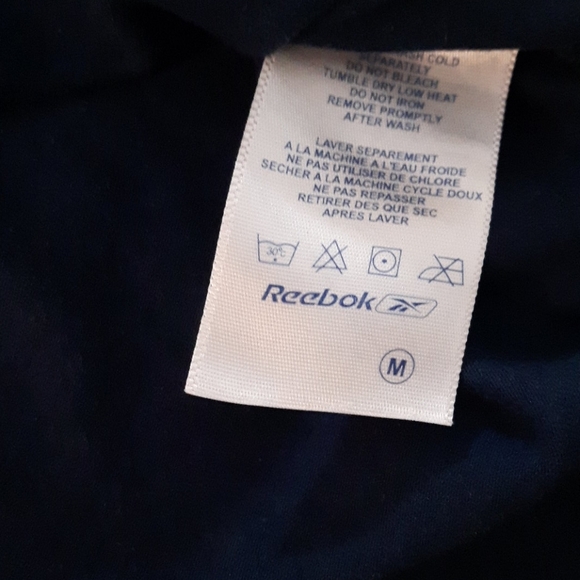 COLD
SEPARATELY
DO NOT BLEACH
TUMBLE DRY LOW HEAT
DO NOT IRON
REMOVE PROMPTLY
AFTER WASH
LAVER SEPAREMENT
A LA MACHINE A L'EAU FROIDE
NE PAS UTILISER DE CHLORE
SECHER A LA MACHINE CYCLE DOUX
NE PAS REPASSER
RETIRER DES QUE SEC
APRES LAVER
30°C
Reebok
M